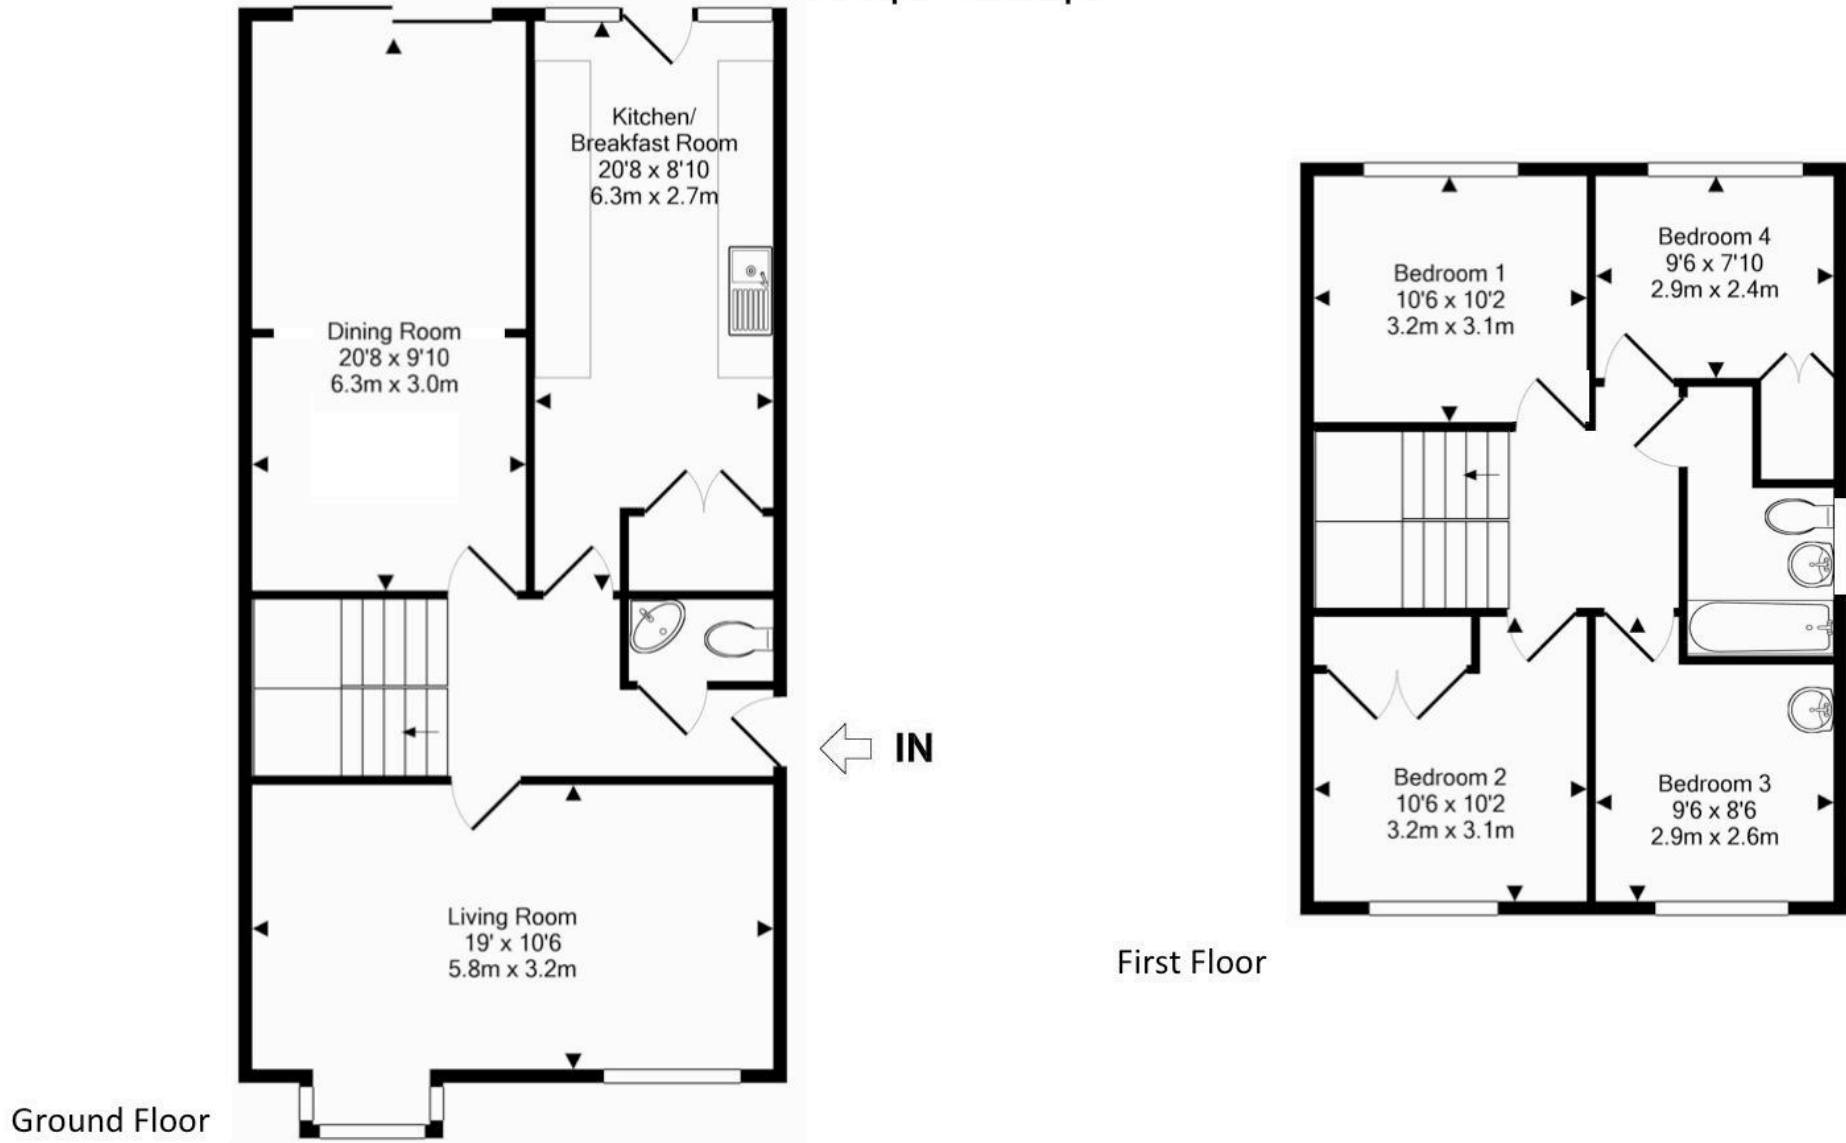 Kitchen/
Breakfast Room
20'8 x 8'10
6.3m x 2.7m
Dining Room
20'8 x 9'10
6.3m x 3.0m
IN
Living Room
19' x 10'6
5.8m x 3.2m
Ground Floor
Bedroom 1
10'6 x 10'2
3.2m x 3.1m
Bedroom 4
9'6 x 7'10
2.9m x 2.4m
Bedroom 2
10'6 x 10'2
3.2m x 3.1m
Bedroom 3
9'6 x 8'6
2.9m x 2.6m
First Floor